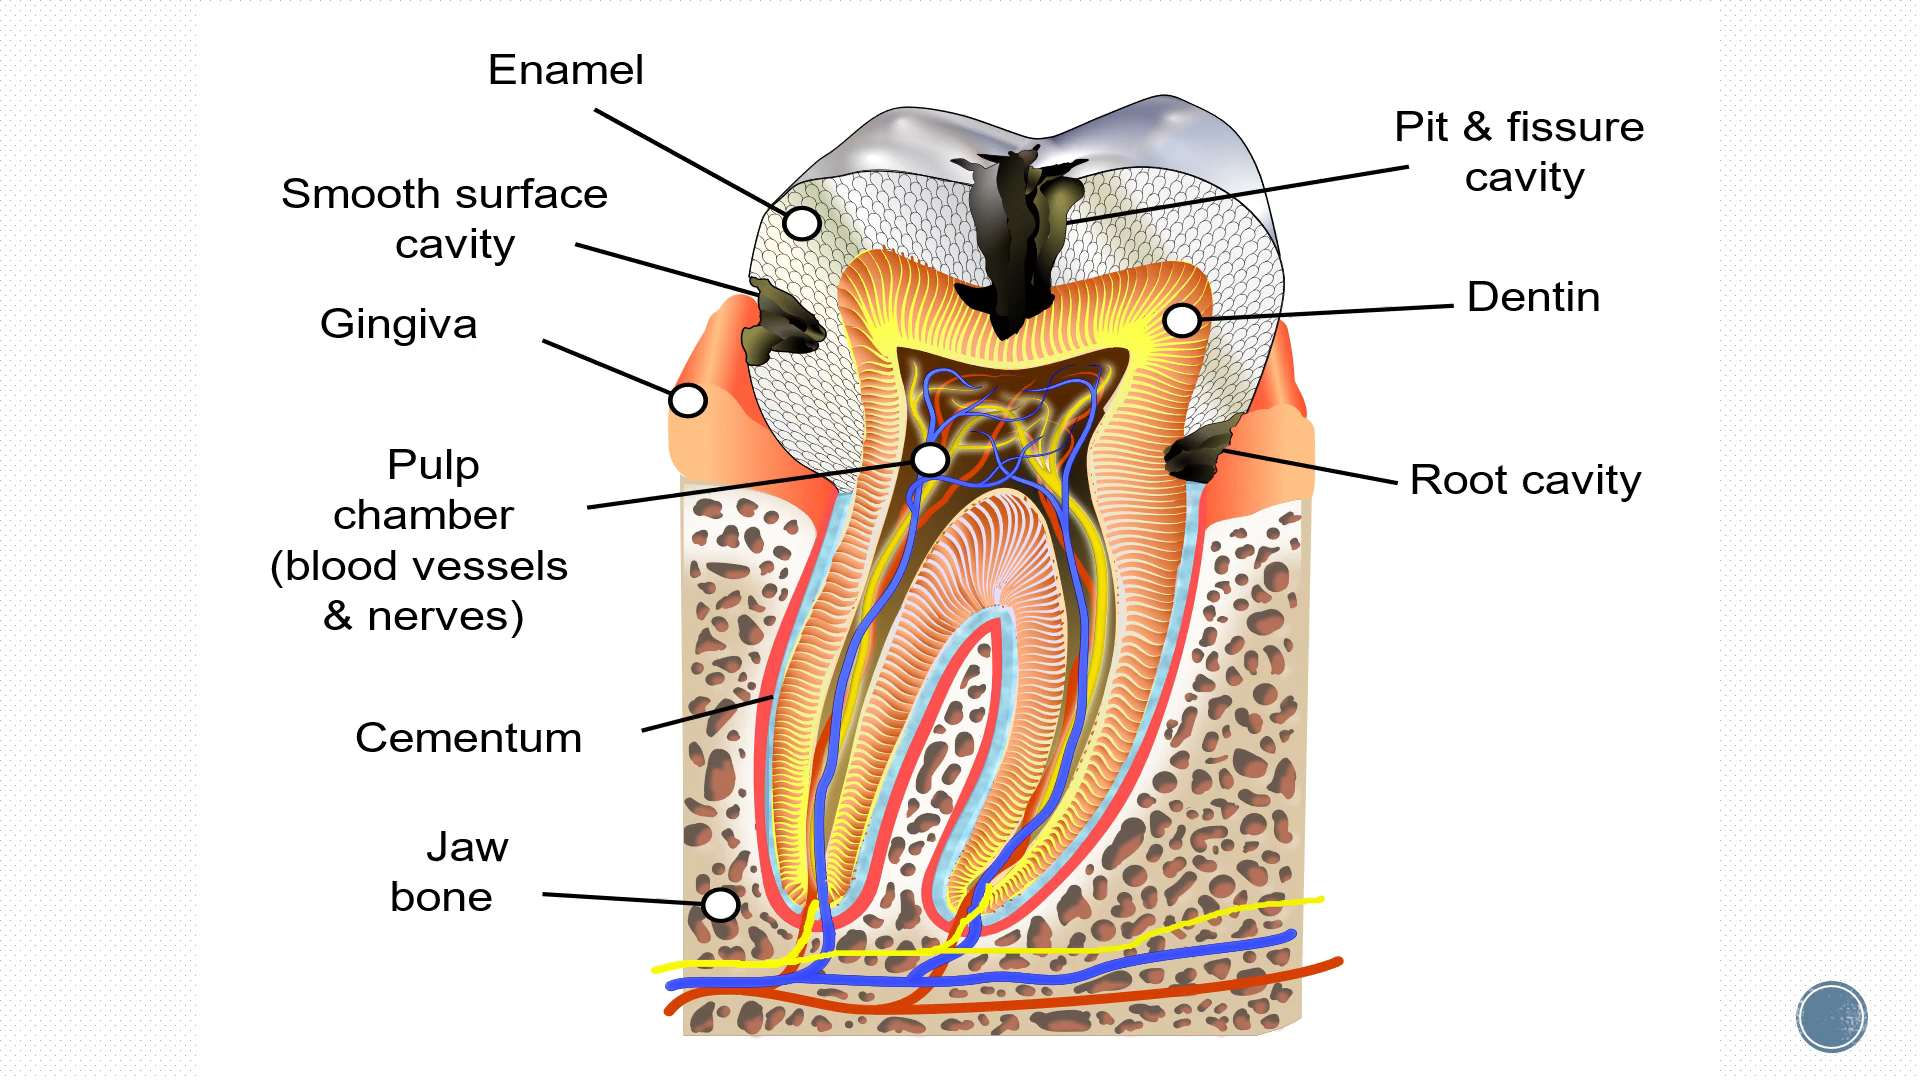 Enamel
Smooth surface
cavity
Gingiva
Pulp
chamber
(blood vessels
& nerves)
Cementum
Jaw
bone
Pit & fissure
cavity
Dentin
Root cavity